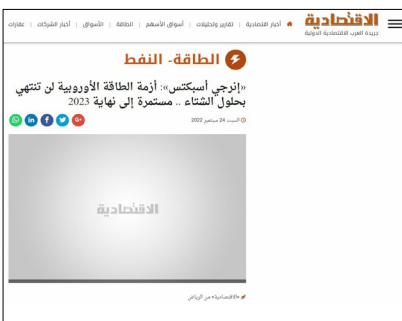 الاقتصادية
جريدة العرب الاقتصادية الدولية
أخبار اقتصادية | تقارير وتحليلات | أسواق الأسهم | الطاقة | الأسواق | أخبار الشركات | عقارات
الطاقة- النفط
«إنرجي أسبكتس»: أزمة الطاقة الأوروبية لن تنتهي
بحلول الشتاء .. مستمرة إلى نهاية 2023
السبت 24 سبتمبر 2022
الاقتصادية
«الاقتصادية» من الرياض